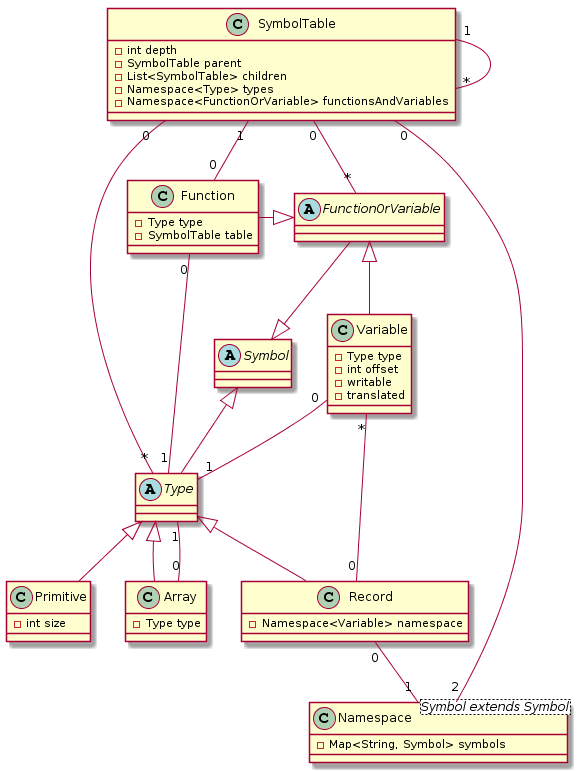 C SymbolTable
int depth
SymbolTable parent
List<SymbolTable> children
Namespace<Type> types
Namespace<FunctionOrVariable> functionsAndVariables
1
*
0
1
0
0
0
*
C Function
Type type
SymbolTable table
A FunctionOrVariable
0
C Variable
Type type
int offset
writable
translated
A Symbol
0
*
*
1
1
A Type
1
0
0
C Primitive
int size
C Array
Type type
C Record
Namespace<Variable> namespace
0
1
2
C Namespace
Symbol extends Symbol
Map<String, Symbol> symbols